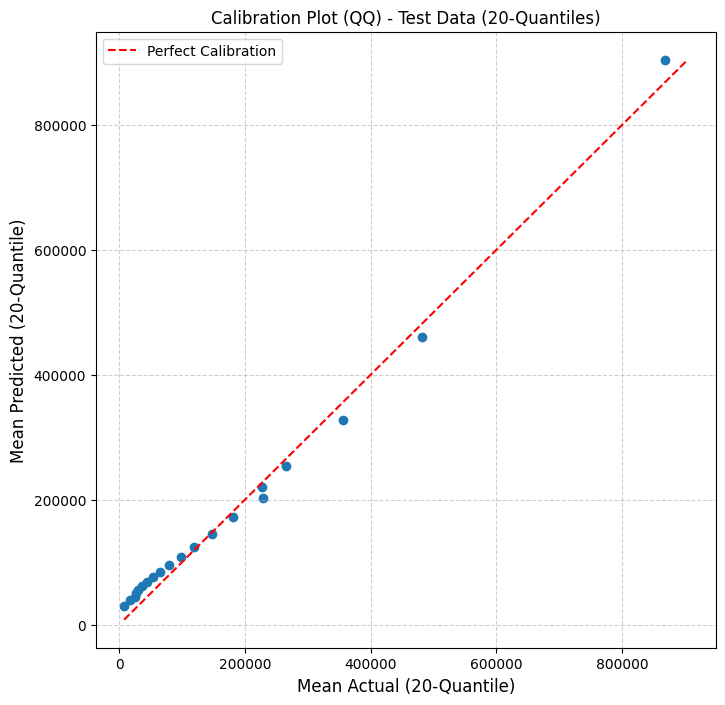 Calibration Plot (QQ) - Test Data (20-Quantiles)
Perfect Calibration
Mean Predicted (20-Quantile)
800000
600000
400000
200000
0
0 200000 400000 600000 800000
Mean Actual (20-Quantile)